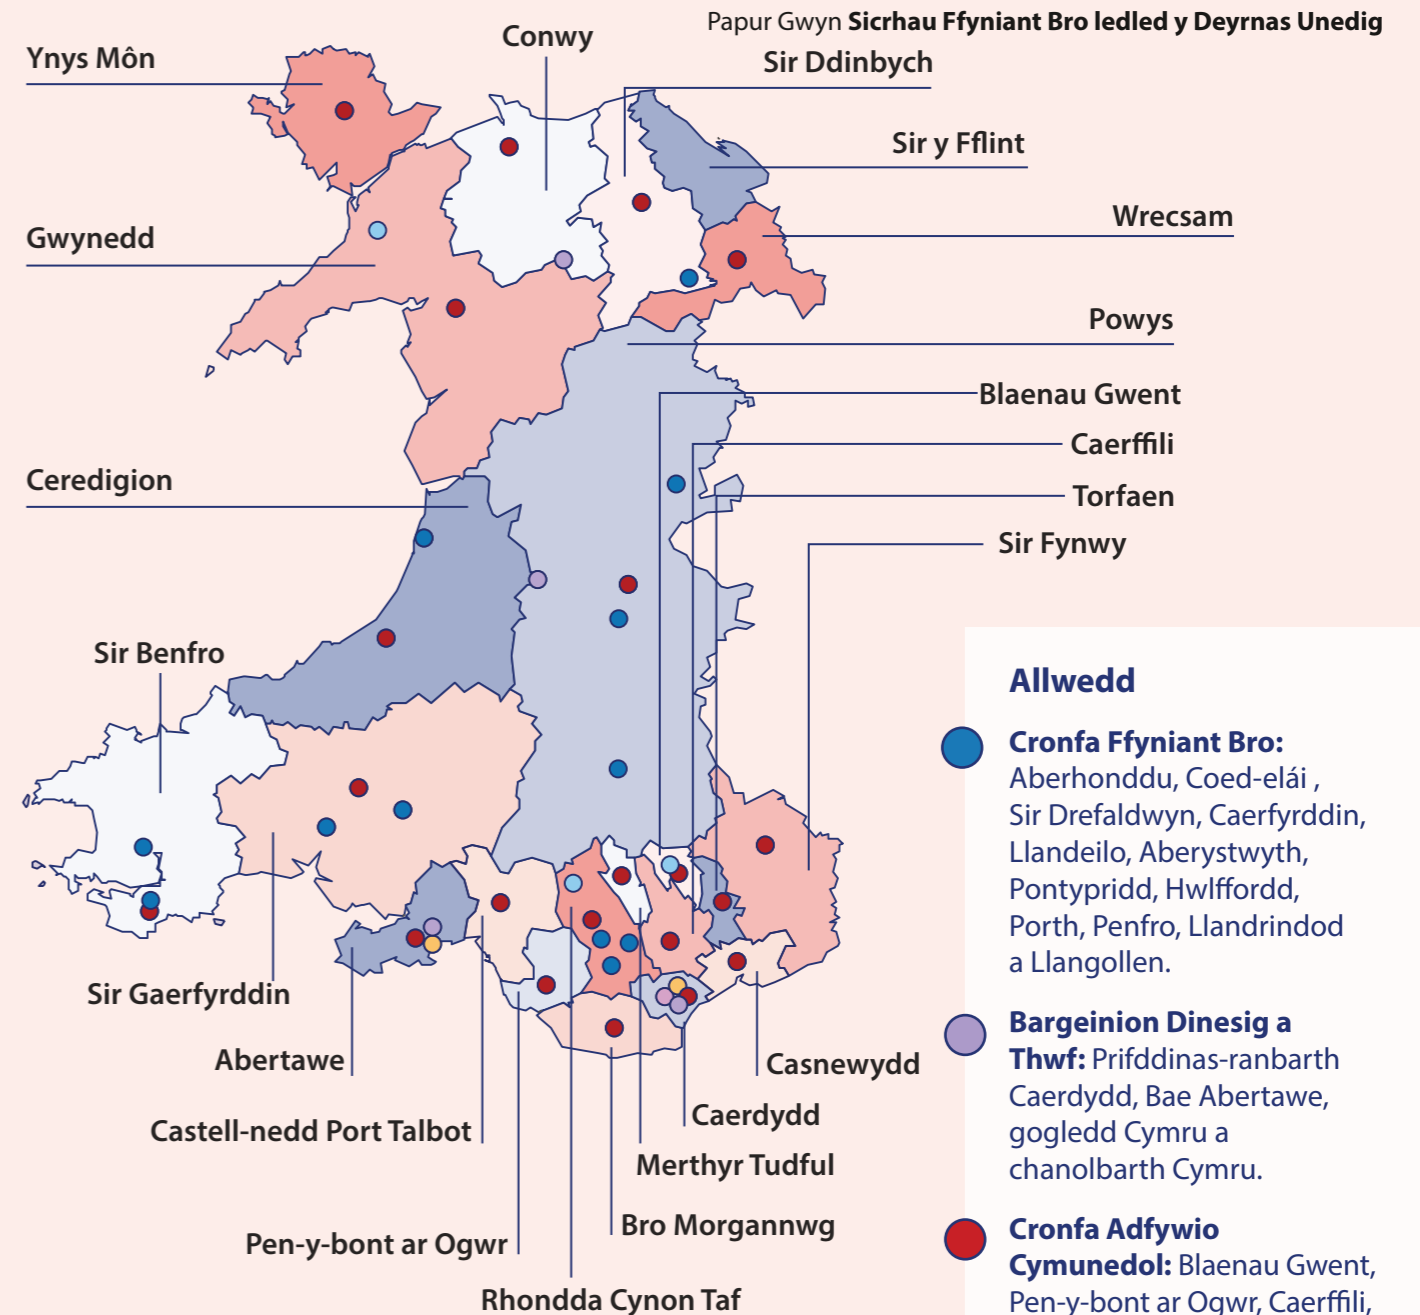 Papur Gwyn Sicrhau Ffyniant Bro ledled y Deyrnas Unedig
Ynys Môn
Conwy
Sir Ddinbych
Sir y Fflint
Gwynedd
Wrecsam
Powys
Blaenau Gwent
Caerffili
Ceredigion
Torfaen
Sir Fynwy
Sir Benfro
Sir Gaerfyrddin
Abertawe
Casnewydd
Castell-nedd Port Talbot
Caerdydd
Merthyr Tudful
Pen-y-bont ar Ogwr
Bro Morgannwg
Rhondda Cynon Taf
Allwedd
Cronfa Ffyniant Bro:
Aberhonddu, Coed-elái ,
Sir Drefaldwyn, Caerfyrddin,
Llandeilo, Aberystwyth,
Pontypridd, Hwlffordd,
Porth, Penfro, Llandrindod
a Llangollen.
Bargeinion Dinesig a
Thwf: Prifddinas-ranbarth
Caerdydd, Bae Abertawe,
gogledd Cymru a
chanolbarth Cymru.
Cronfa Adfywio
Cymunedol: Blaenau Gwent,
Pen-y-bont ar Ogwr, Caerffili,